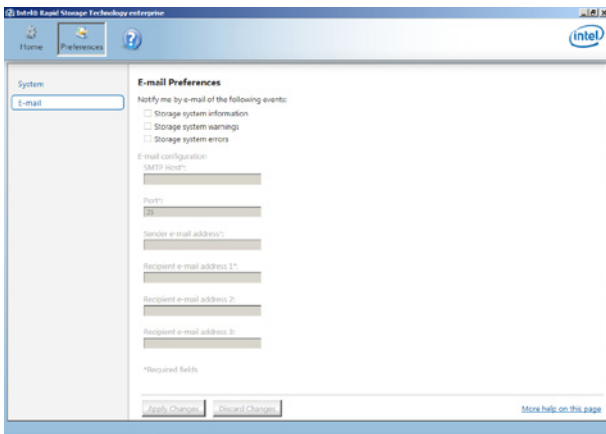 Intel® Rapid Storage Technology enterprise
Home
Preferences
intel
System
E-mail
E-mail Preferences
Notify me by e-mail of the following events:
Storage system information
Storage system warnings
Storage system errors
E-mail configuration:
SMTP Host*:
Port*:
25
Sender e-mail address*:
Recipient e-mail address 1*:
Recipient e-mail address 2:
Recipient e-mail address 3:
*Required fields
Apply Changes
Discard Changes
More help on this page